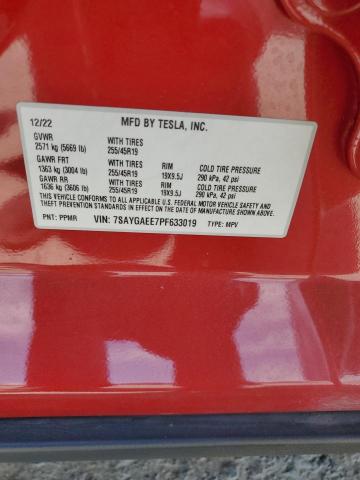 12/22 MFD BY TESLA, INC.
GVWR WITH TIRES
2571 kg (5669 lb) 255/45R19
GAWR FRT WITH TIRES RIM COLD TIRE PRESSURE
1363 kg (3004 lb) 255/45R19 19X9.5J 290 kPa, 42 psi
GAWR RR WITH TIRES RIM COLD TIRE PRESSURE
1636 kg (3606 lb) 255/45R19 19X9.5J 290 kPa, 42 psi
THIS VEHICLE CONFORMS TO ALL APPLICABLE U.S. FEDERAL MOTOR VEHICLE SAFETY AND
THEFT PREVENTION STANDARDS IN EFFECT ON THE DATE OF MANUFACTURE SHOWN ABOVE.
PNT: PPMR VIN: 7SAYGAEE7PF633019 TYPE: MPV